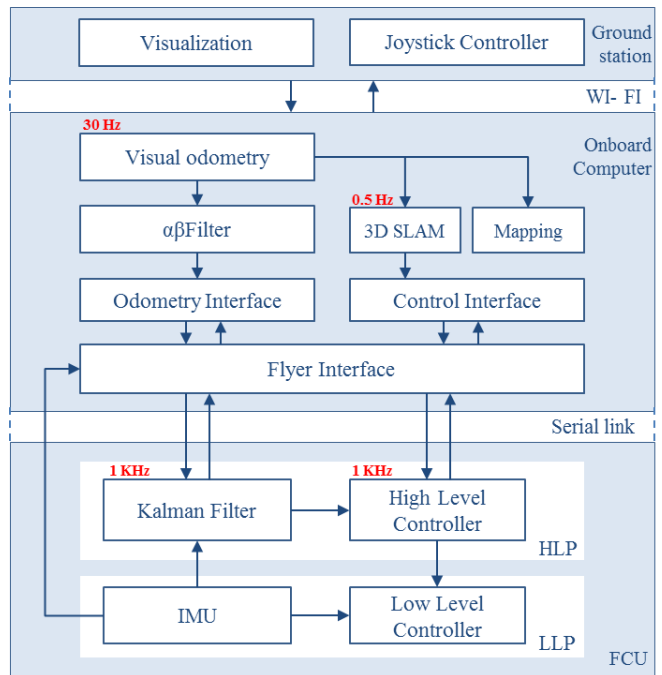 Visualization
Joystick Controller
Ground
station
WI- FI
30 Hz
Visual odometry
Onboard
Computer
αβFilter
0.5 Hz
3D SLAM
Mapping
Odometry Interface
Control Interface
Flyer Interface
Serial link
1 KHz
Kalman Filter
1 KHz
High Level
Controller
HLP
IMU
Low Level
Controller
LLP
FCU